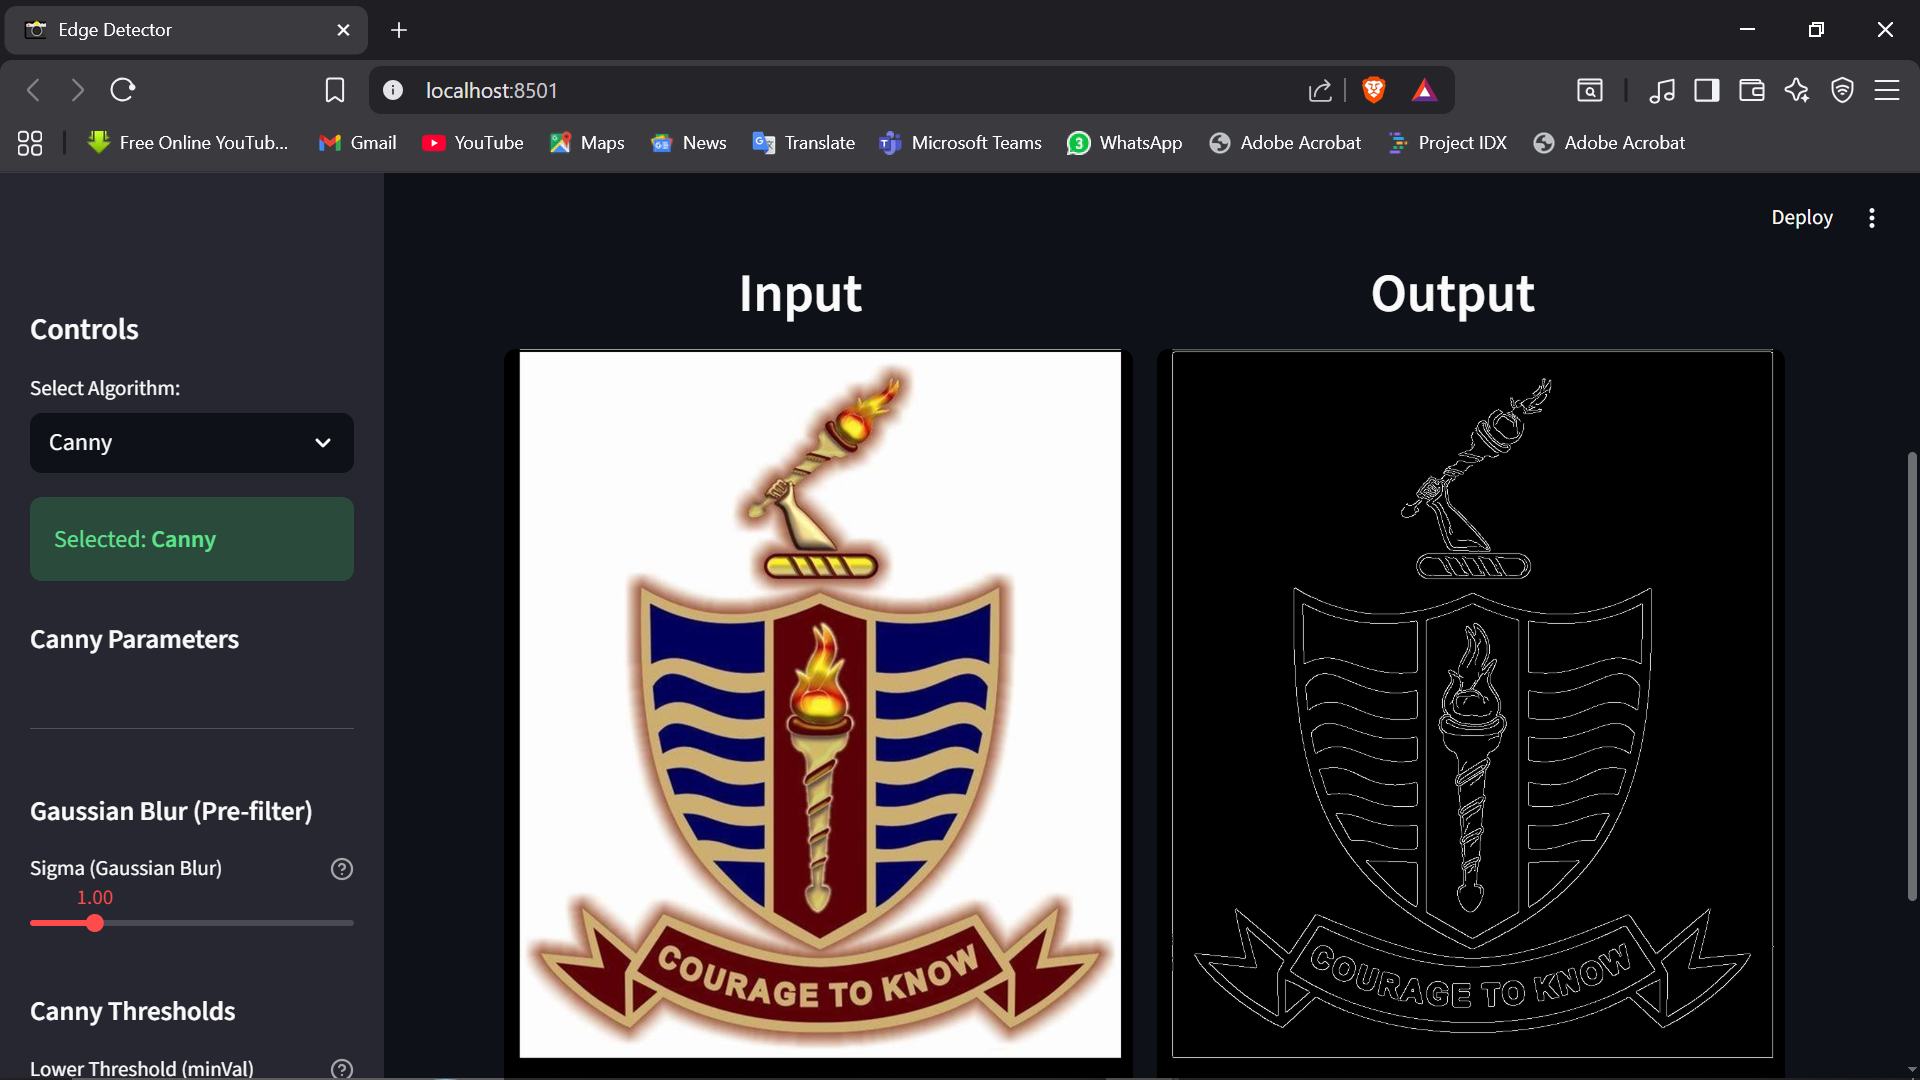 Edge Detector
localhost:8501
Free Online YouTub... Gmail YouTube Maps News Translate Microsoft Teams 3 WhatsApp Adobe Acrobat Project IDX Adobe Acrobat
Deploy
Controls
Select Algorithm:
Canny
Selected: Canny
Canny Parameters
Gaussian Blur (Pre-filter)
Sigma (Gaussian Blur)
1.00
Canny Thresholds
Lower Threshold (minVal)
Input
COURAGE TO KNOW
Output
COURAGE TO KNOW